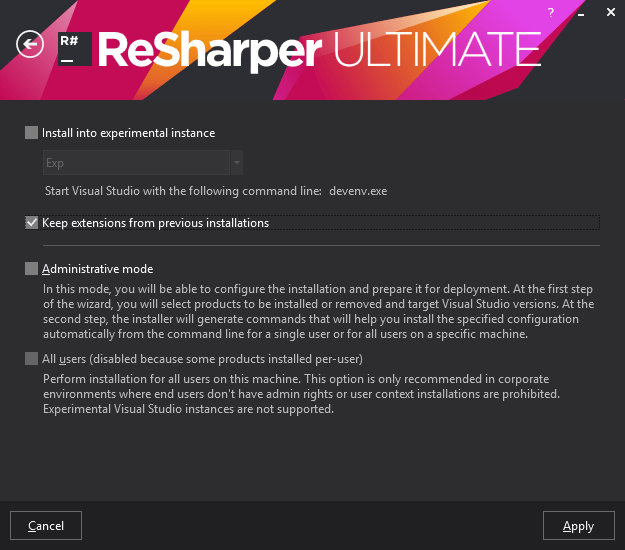 ?
R#
ReSharper ULTIMATE
Install into experimental instance
Exp
Start Visual Studio with the following command line: devenv.exe
Keep extensions from previous installations
Administrative mode
In this mode, you will be able to configure the installation and prepare it for deployment. At the first step
of the wizard, you will select products to be installed or removed and target Visual Studio versions. At the
second step, the installer will generate commands that will help you install the specified configuration
automatically from the command line for a single user or for all users on a specific machine.
All users (disabled because some products installed per-user)
Perform installation for all users on this machine. This option is only recommended in corporate
environments where end users don't have admin rights or user context installations are prohibited.
Experimental Visual Studio instances are not supported.
Cancel
Apply